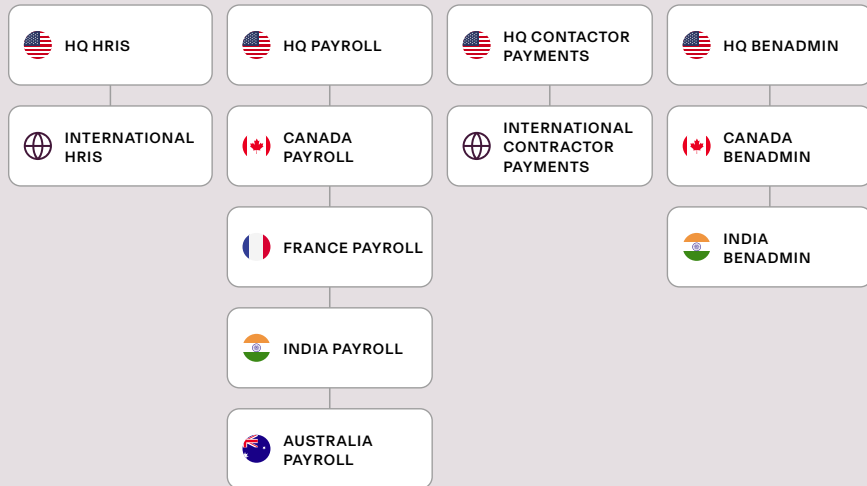 HQ HRIS
HQ PAYROLL
HQ CONTACTOR
PAYMENTS
HQ BENADMIN
INTERNATIONAL
HRIS
CANADA
PAYROLL
INTERNATIONAL
CONTRACTOR
PAYMENTS
CANADA
BENADMIN
FRANCE PAYROLL
INDIA
BENADMIN
INDIA PAYROLL
AUSTRALIA
PAYROLL